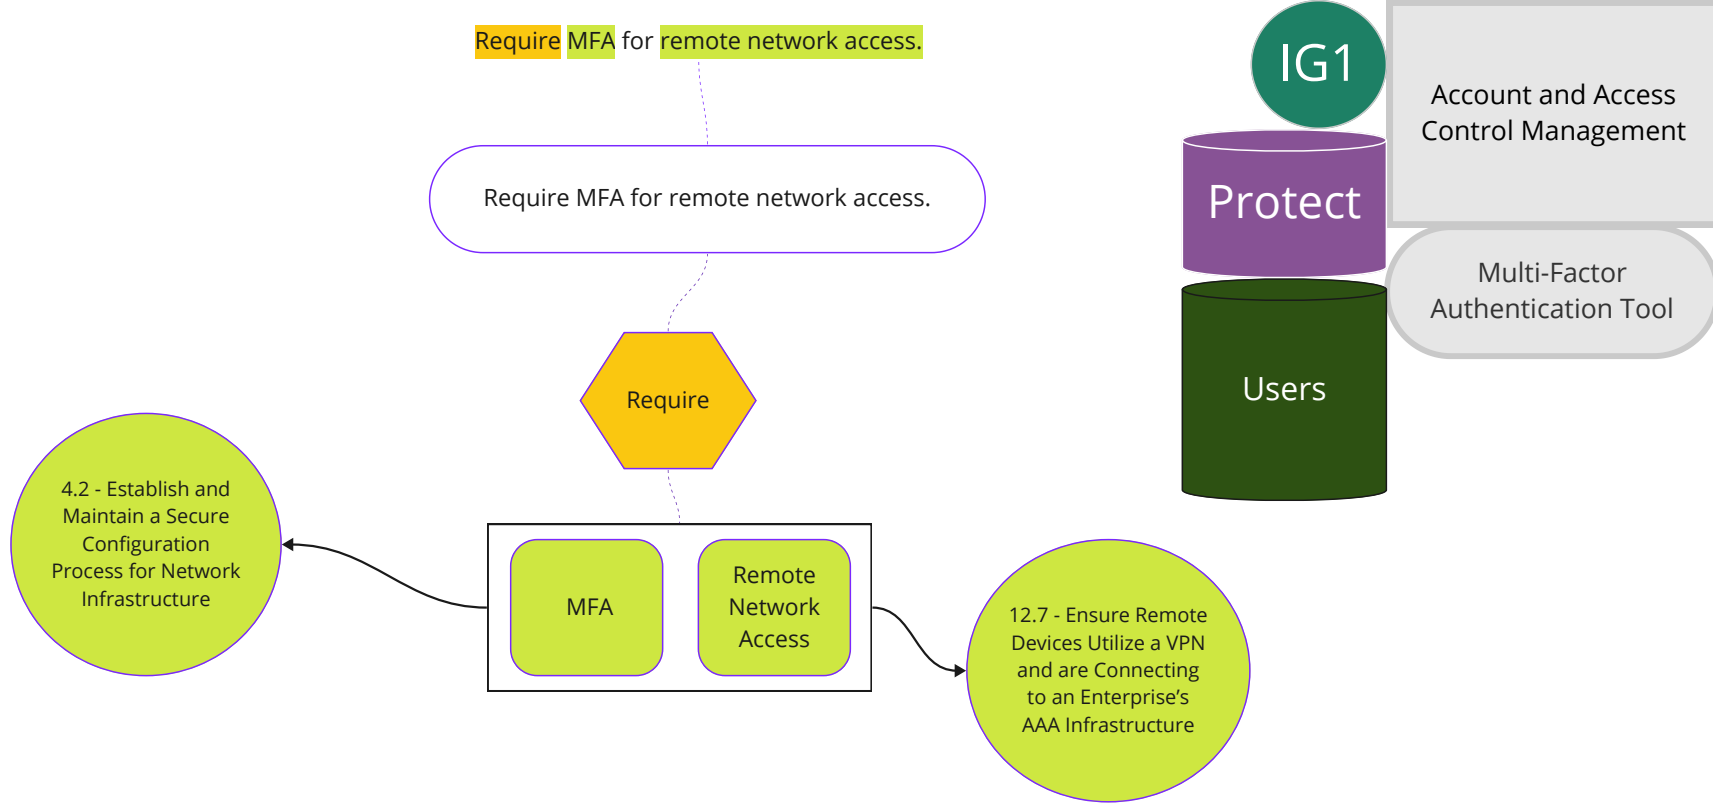 Require MFA for remote network access.
Require MFA for remote network access.
Require
MFA
Remote
Network
Access
4.2 - Establish and
Maintain a Secure
Configuration
Process for Network
Infrastructure
12.7 - Ensure Remote
Devices Utilize a VPN
and are Connecting
to an Enterprise’s
AAA Infrastructure
IG1
Account and Access
Control Management
Protect
Multi-Factor
Authentication Tool
Users